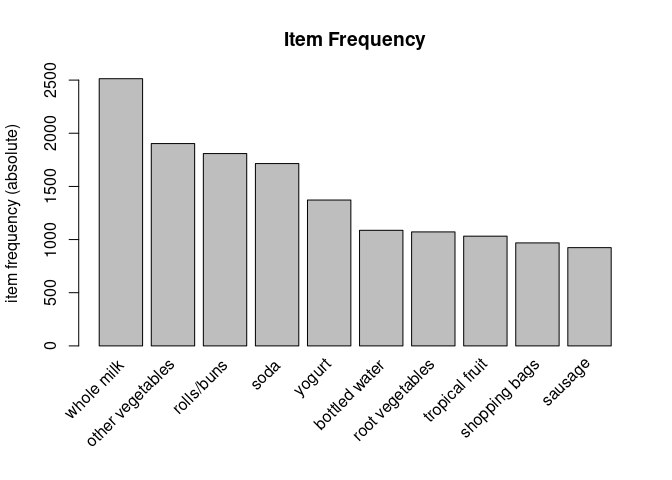 Item Frequency
item frequency (absolute)
2500
2000
1500
1000
500
0
whole milk
other vegetables
rolls/buns
soda
yogurt
bottled water
root vegetables
tropical fruit
shopping bags
sausage